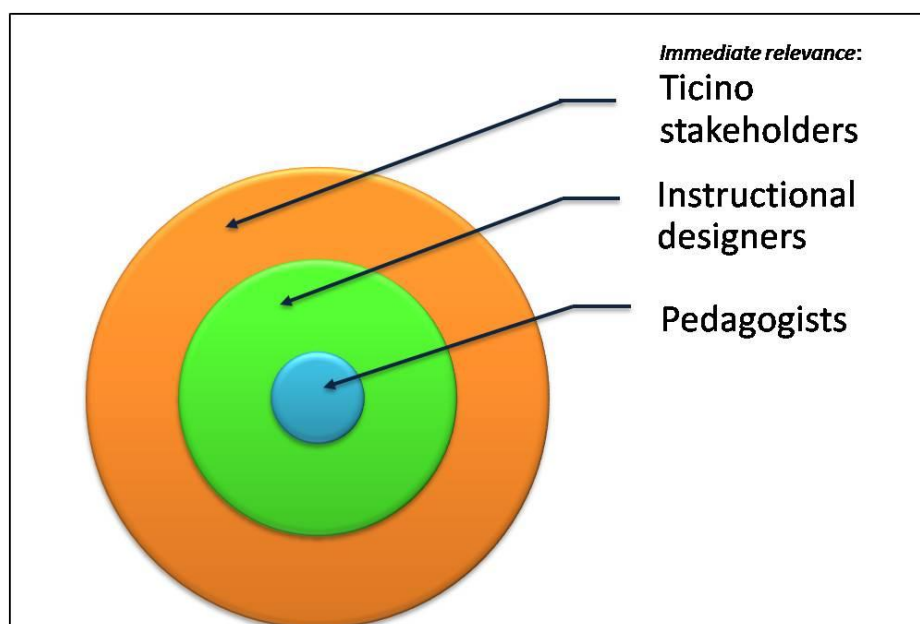 Immediate relevance:
Ticino
stakeholders
Instructional
designers
Pedagogists